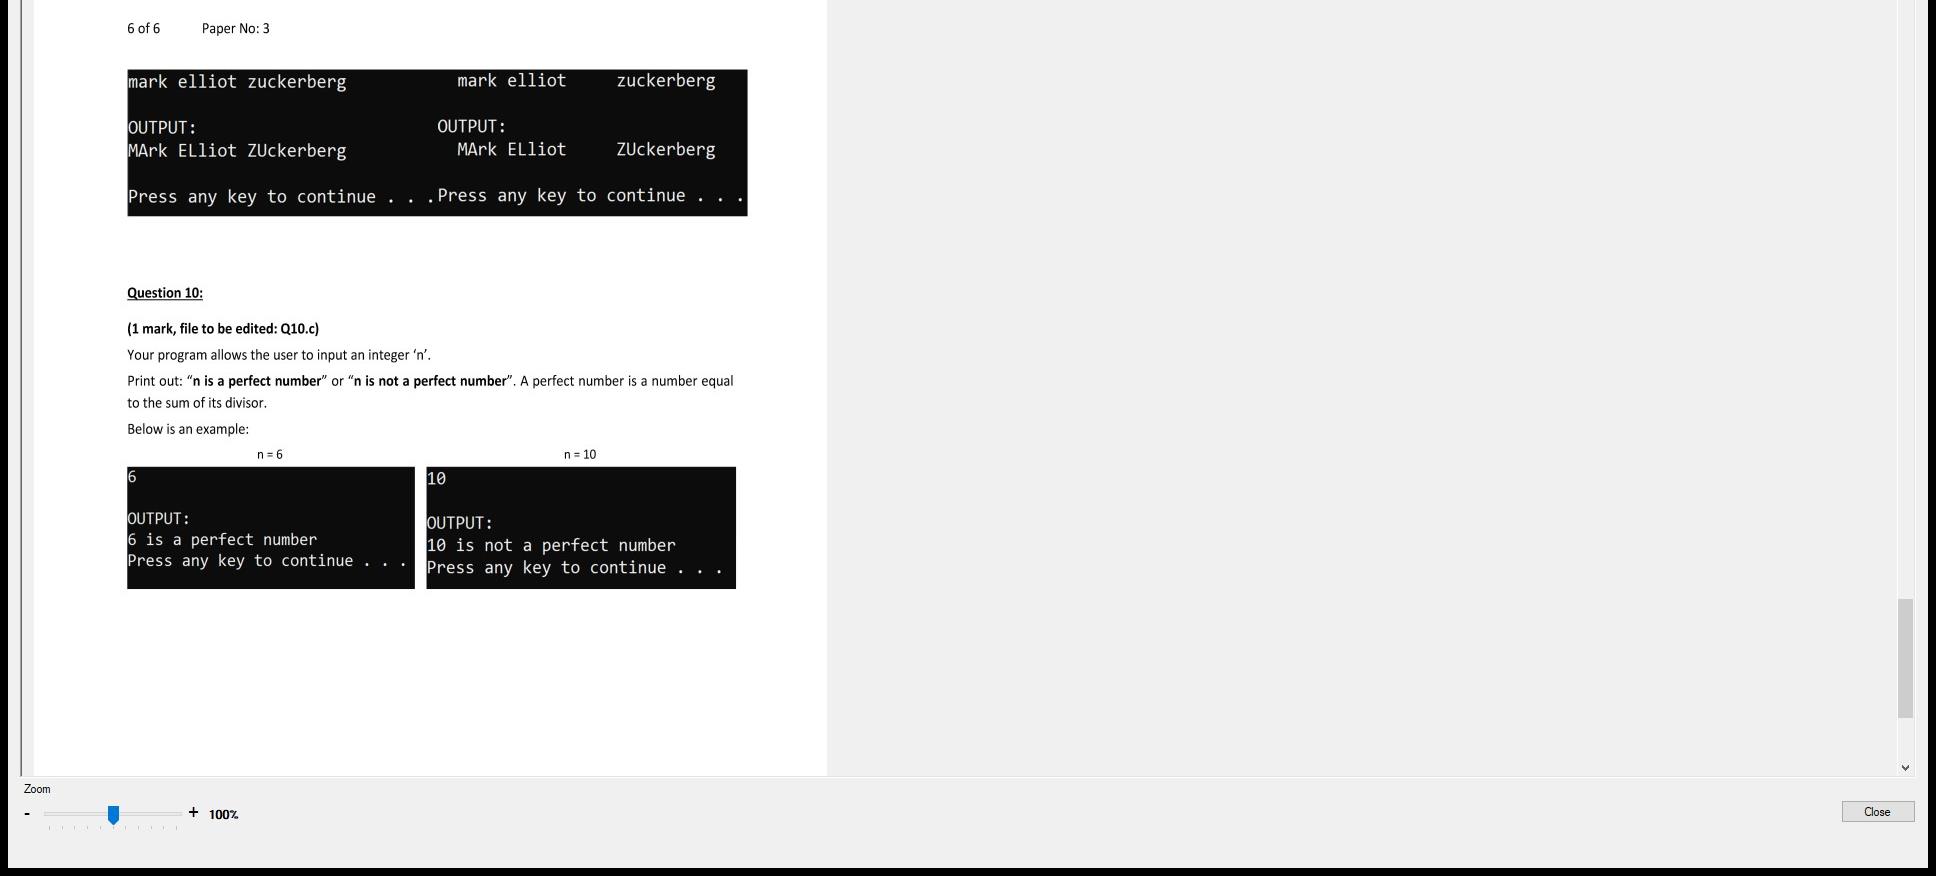 6 of 6 Paper No: 3
mark elliot zuckerberg
OUTPUT:
MArk ELliot ZUckerberg
Press any key to continue . . .
mark elliot     zuckerberg
OUTPUT:
MArk ELliot     ZUckerberg
Press any key to continue . . .
Question 10:
(1 mark, file to be edited: Q10.c)
Your program allows the user to input an integer ‘n’.
Print out: “n is a perfect number” or “n is not a perfect number”. A perfect number is a number equal
to the sum of its divisor.
Below is an example:
n = 6
6
OUTPUT:
6 is a perfect number
Press any key to continue . . .
n = 10
10
OUTPUT:
10 is not a perfect number
Press any key to continue . . .
Zoom
- + 100%
Close